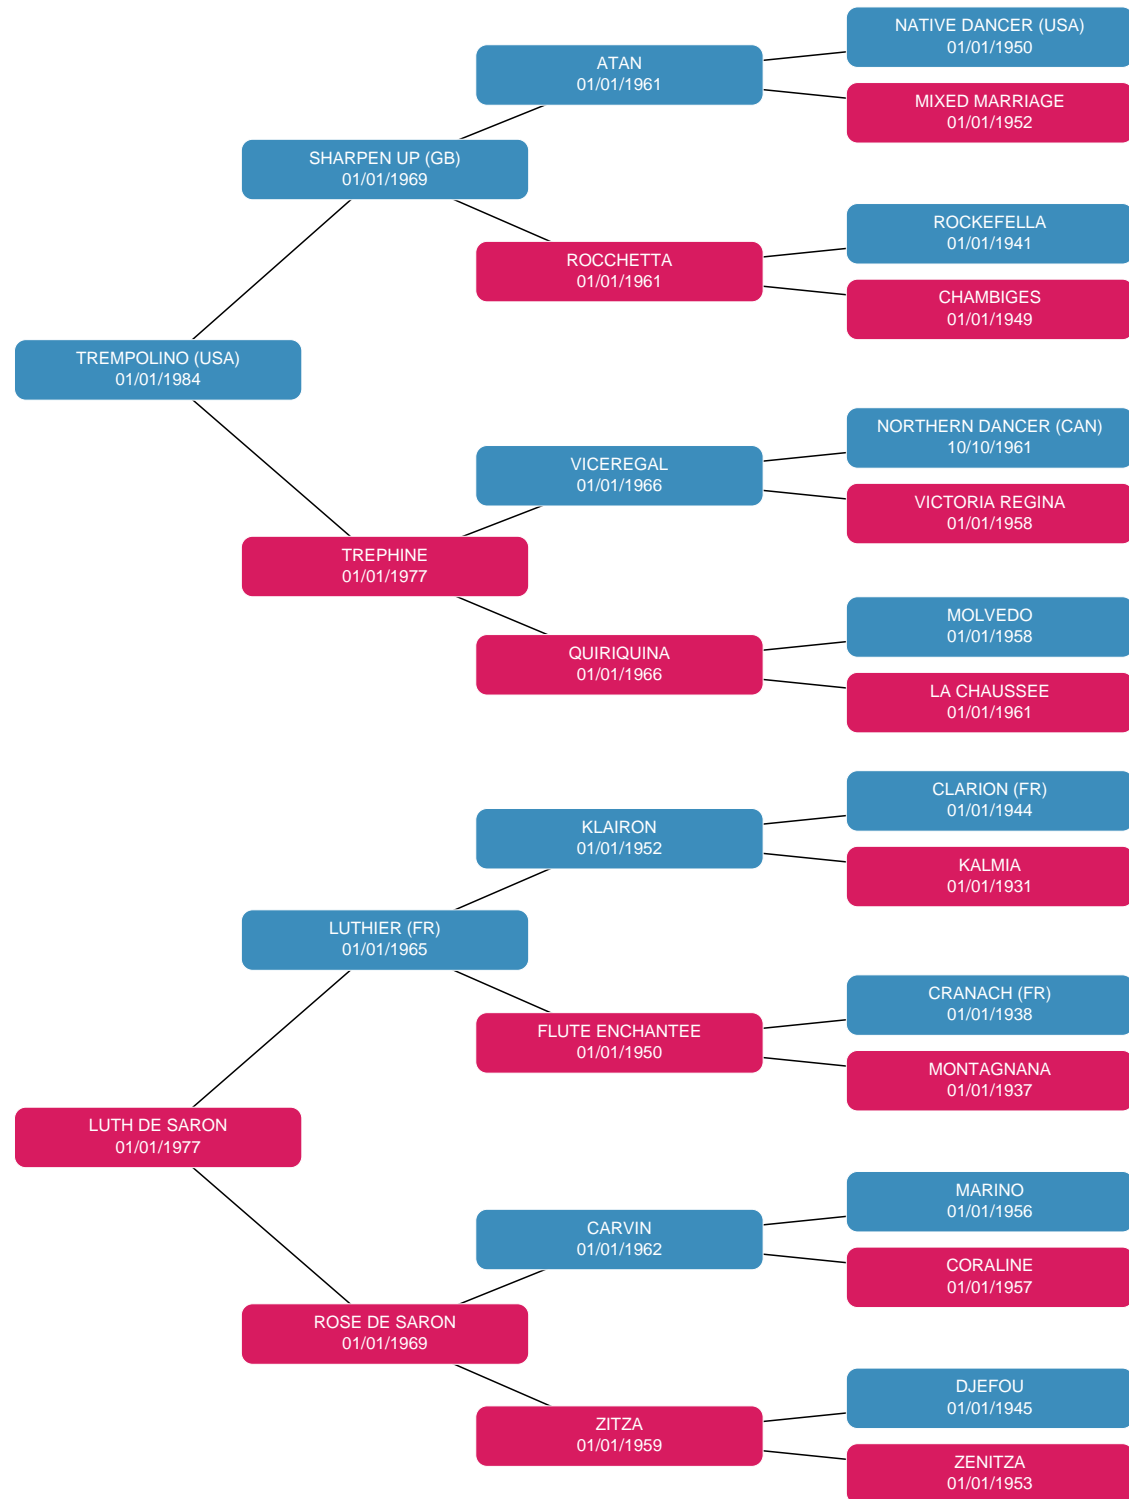 NATIVE DANCER (USA)
01/01/1950
ATAN
01/01/1961
MIXED MARRIAGE
01/01/1952
SHARPEN UP (GB)
01/01/1969
ROCKEFELLA
01/01/1941
ROCCHETTA
01/01/1961
CHAMBIGES
01/01/1949
TREMPOLINO (USA)
01/01/1984
NORTHERN DANCER (CAN)
10/10/1961
VICEREGAL
01/01/1966
VICTORIA REGINA
01/01/1958
TREPHINE
01/01/1977
MOLVEDO
01/01/1958
QUIRIQUINA
01/01/1966
LA CHAUSSEE
01/01/1961
CLARION (FR)
01/01/1944
KLAIRON
01/01/1952
KALMIA
01/01/1931
LUTHIER (FR)
01/01/1965
CRANACH (FR)
01/01/1938
FLUTE ENCHANTEE
01/01/1950
MONTAGNANA
01/01/1937
LUTH DE SARON
01/01/1977
MARINO
01/01/1956
CARVIN
01/01/1962
CORALINE
01/01/1957
ROSE DE SARON
01/01/1969
DJEFOU
01/01/1945
ZITZA
01/01/1959
ZENITZA
01/01/1953